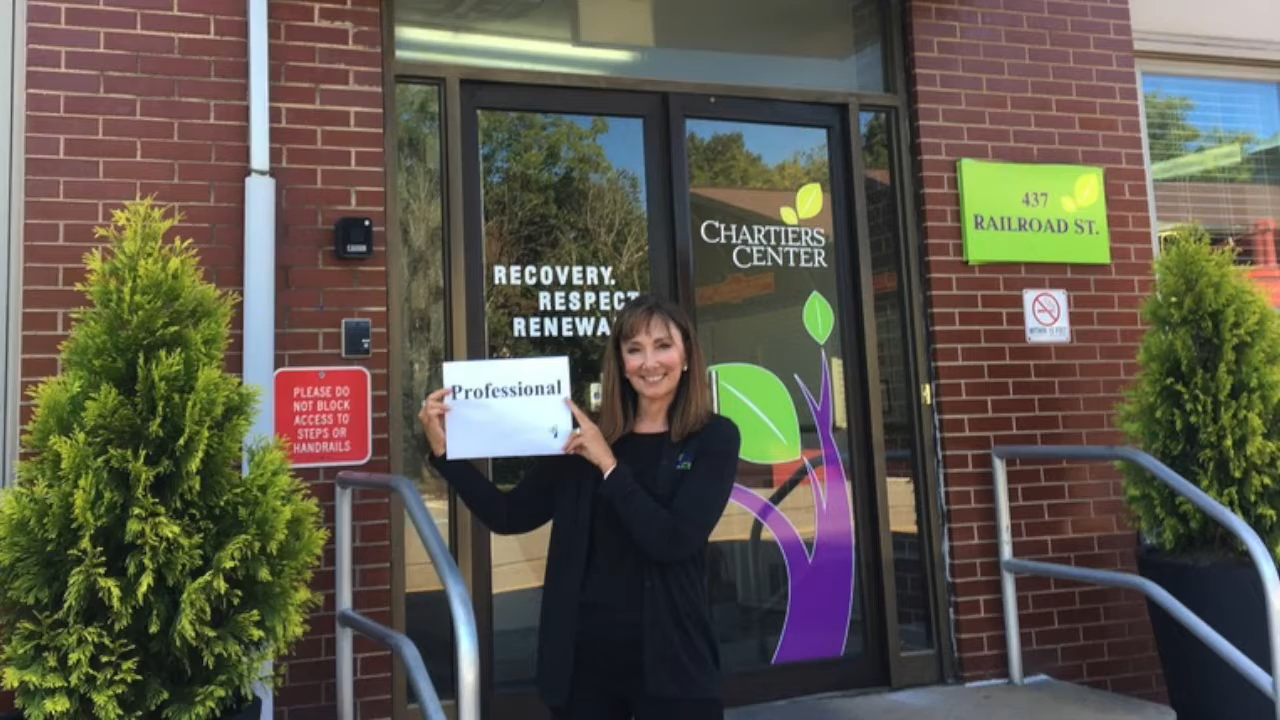 RECOVERY.
RESPECT
RENEWA
CHARTIERS
CENTER
437
RAILROAD ST.
Professional
PLEASE DO
NOT BLOCK
ACCESS TO
STEPS OR
HANDRAILS